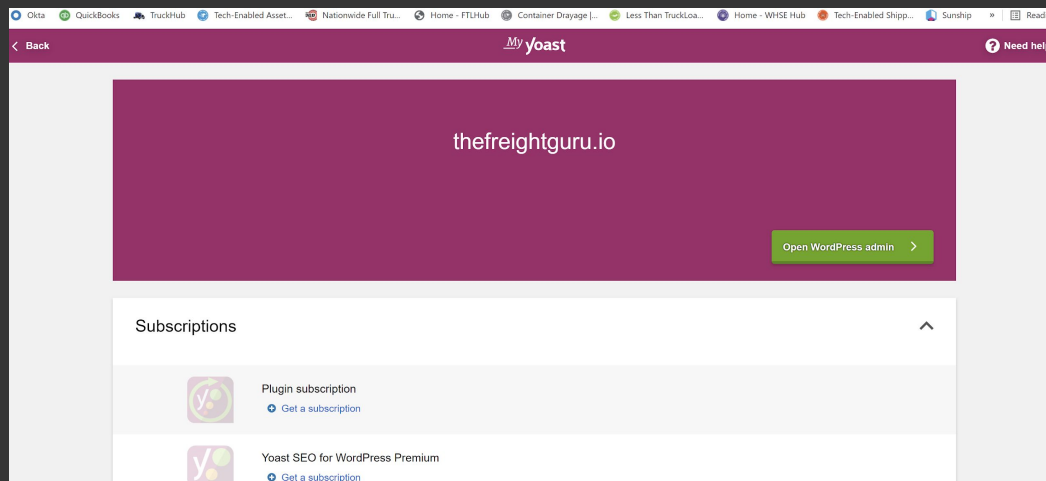 Okta QuickBooks TruckHub Tech-Enabled Asset... Nationwide Full Tru... Home - FTLHub Container Drayage |... Less Than TruckLoa... Home - WHSE Hub Tech-Enabled Shipp... Sunship » Read
Back My yoast ? Need hel
thefreightguru.io
Open WordPress admin
Subscriptions
Plugin subscription
Get a subscription
Yoast SEO for WordPress Premium
Get a subscription